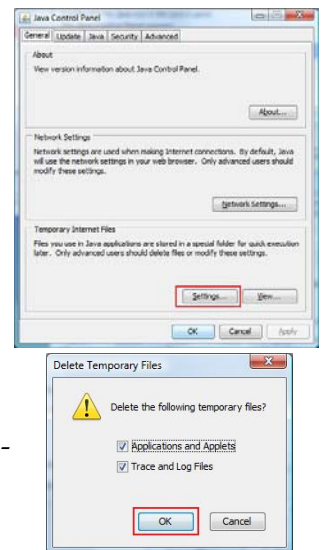 Java Control Panel
General Update Java Security Advanced
About
View version information about Java Control Panel.
About...
Network Settings
Network settings are used when making Internet connections. By default, Java
will use the network settings in your web browser. Only advanced users should
modify these settings.
Network Settings...
Temporary Internet Files
Files you use in Java applications are stored in a special folder for quick execution
later. Only advanced users should delete files or modify these settings.
Settings... View...
OK Cancel Apply
Delete Temporary Files
Delete the following temporary files?
-
Applications and Applets
Trace and Log Files
OK Cancel